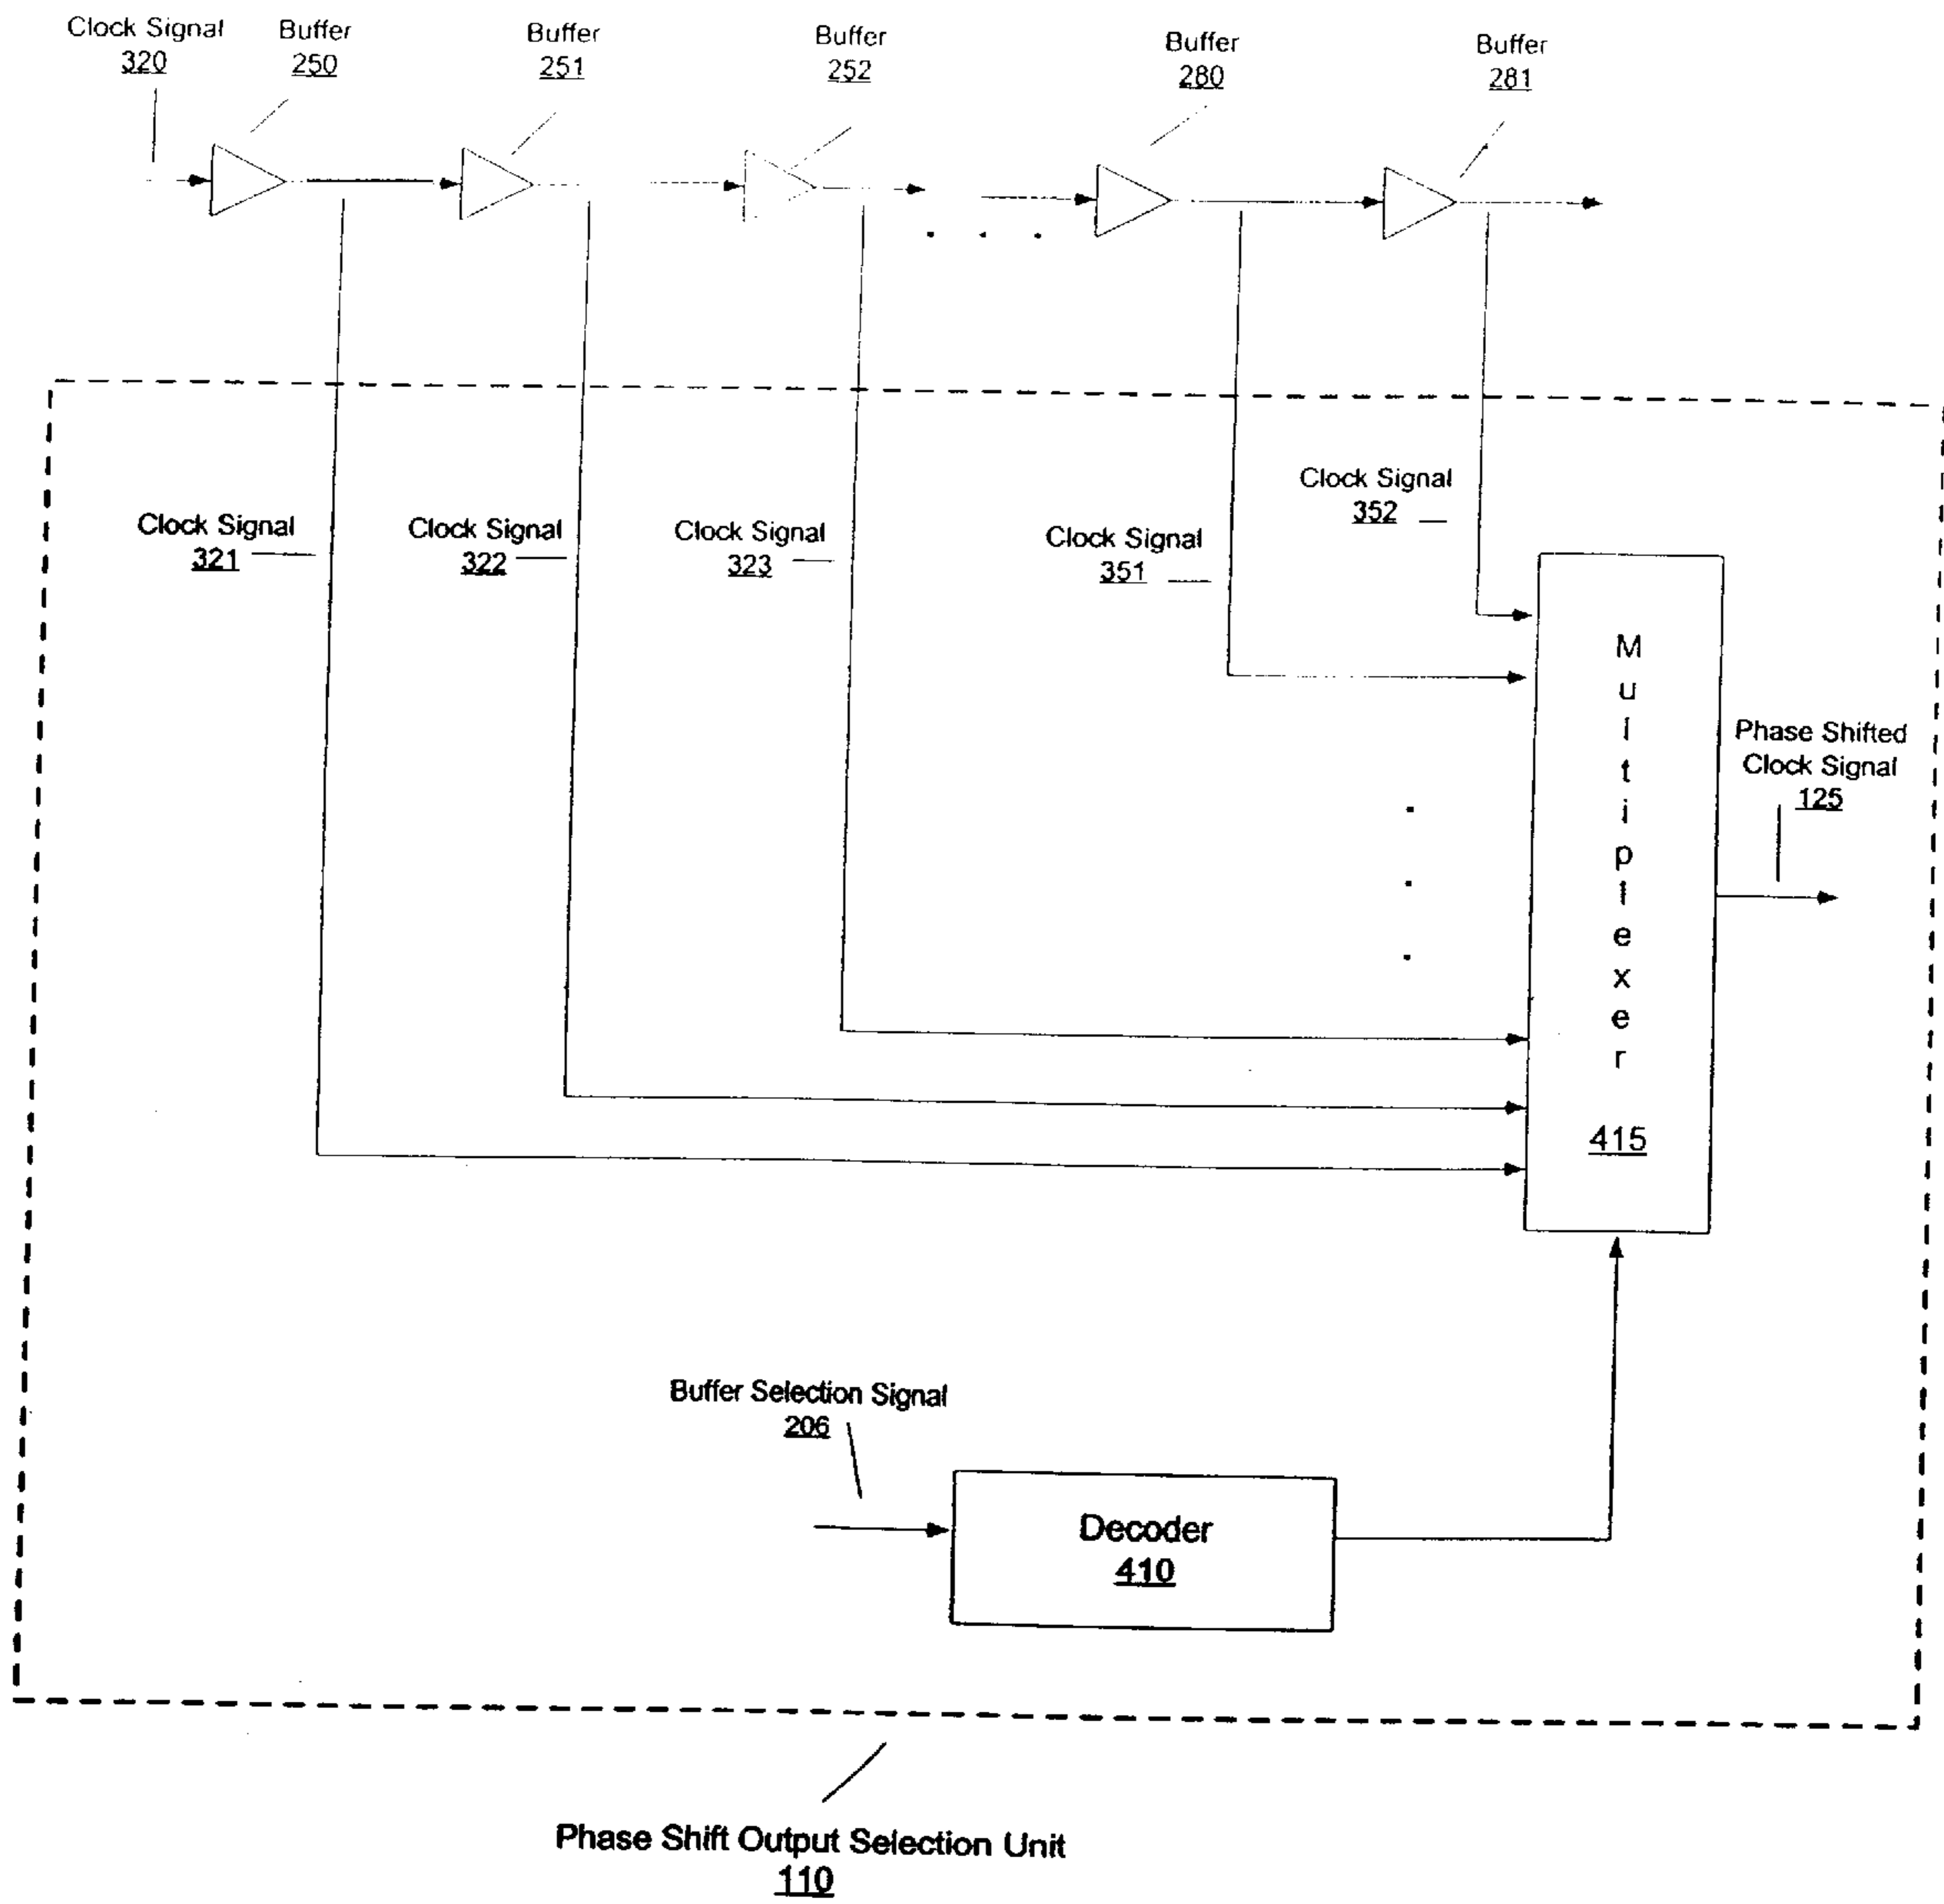 Clock Signal
320
Buffer
250
Buffer
251
Buffer
252
Buffer
280
Buffer
281
Clock Signal
321
Clock Signal
322
Clock Signal
323
Clock Signal
351
Clock Signal
352
Multiplexer
415
Phase Shifted
Clock Signal
125
Buffer Selection Signal
206
Decoder
410
Phase Shift Output Selection Unit
110